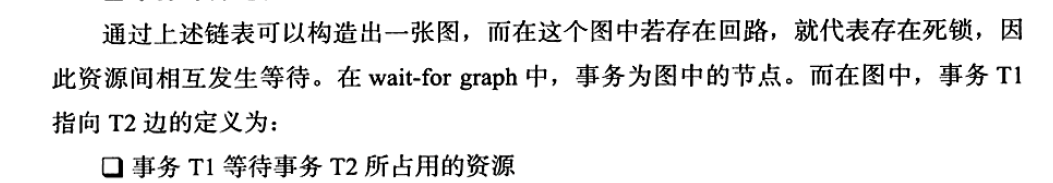 通过上述链表可以构造出一张图，而在这个图中若存在回路，就代表存在死锁，因
此资源间相互发生等待。在 wait-for graph 中，事务为图中的节点。而在图中，事务 T1
指向 T2 边的定义为：
❑ 事务 T1 等待事务 T2 所占用的资源